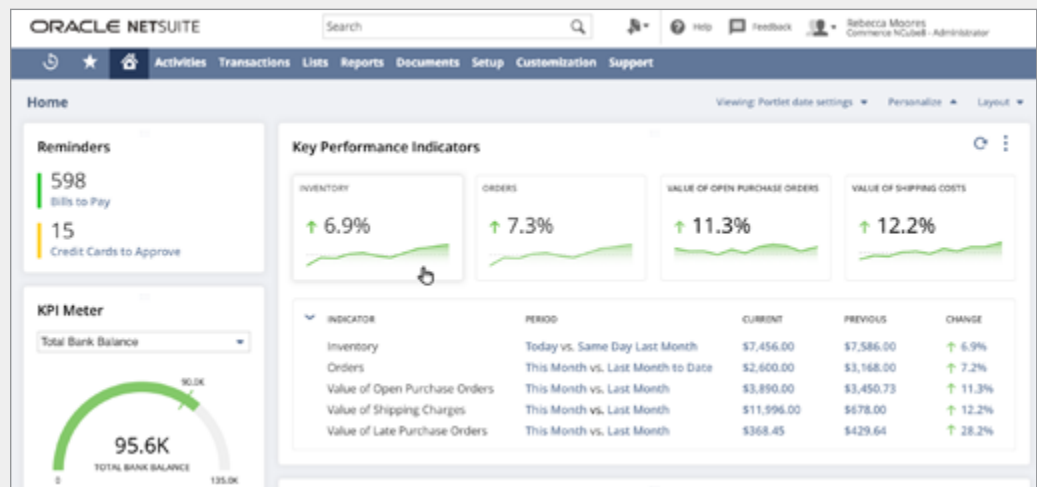 ORACLE NETSUITE
Search
Help
Feedback
Rebecca Moores
Commerce NCubell - Administrator
Activities Transactions Lists Reports Documents Setup Customization Support
Home
Viewing: Portlet date settings
Personalize
Layout
Reminders
598
Bills to Pay
15
Credit Cards to Approve
KPI Meter
Total Bank Balance
90.0K
95.6K
TOTAL BANK BALANCE
0
135.0K
Key Performance Indicators
INVENTORY
6.9%
ORDERS
7.3%
VALUE OF OPEN PURCHASE ORDERS
11.3%
VALUE OF SHIPPING COSTS
12.2%
INDICATOR PERIOD CURRENT PREVIOUS CHANGE
Inventory Today vs. Same Day Last Month $7,456.00 $7,586.00 6.9%
Orders This Month vs. Last Month to Date $2,600.00 $3,168.00 7.2%
Value of Open Purchase Orders This Month vs. Last Month $3,890.00 $3,450.73 11.3%
Value of Shipping Charges This Month vs. Last Month $11,996.00 $678.00 12.2%
Value of Late Purchase Orders This Month vs. Last Month $368.45 $429.64 28.2%